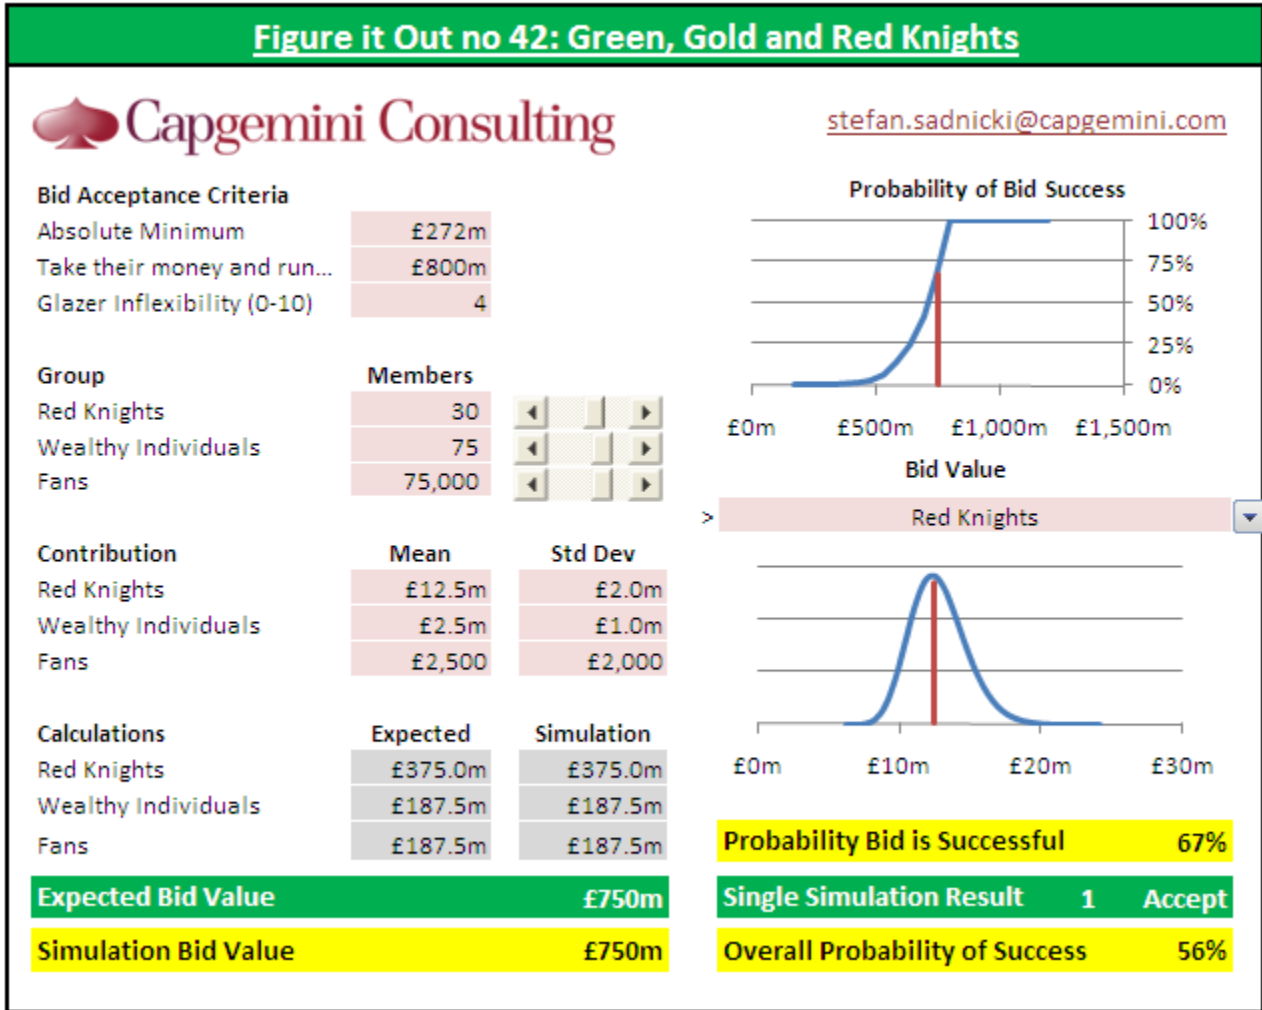 Figure it Out no 42: Green, Gold and Red Knights
Capgemini Consulting
stefan.sadnicki@capgemini.com
Bid Acceptance Criteria
Absolute Minimum £272m
Take their money and run... £800m
Glazer Inflexibility (0-10) 4
Group Members
Red Knights 30
Wealthy Individuals 75
Fans 75,000
Contribution Mean Std Dev
Red Knights £12.5m £2.0m
Wealthy Individuals £2.5m £1.0m
Fans £2,500 £2,000
Calculations Expected Simulation
Red Knights £375.0m £375.0m
Wealthy Individuals £187.5m £187.5m
Fans £187.5m £187.5m
Expected Bid Value £750m
Simulation Bid Value £750m
Probability of Bid Success
100%
75%
50%
25%
0%
£0m £500m £1,000m £1,500m
Bid Value
> Red Knights
£0m £10m £20m £30m
Probability Bid is Successful 67%
Single Simulation Result 1 Accept
Overall Probability of Success 56%